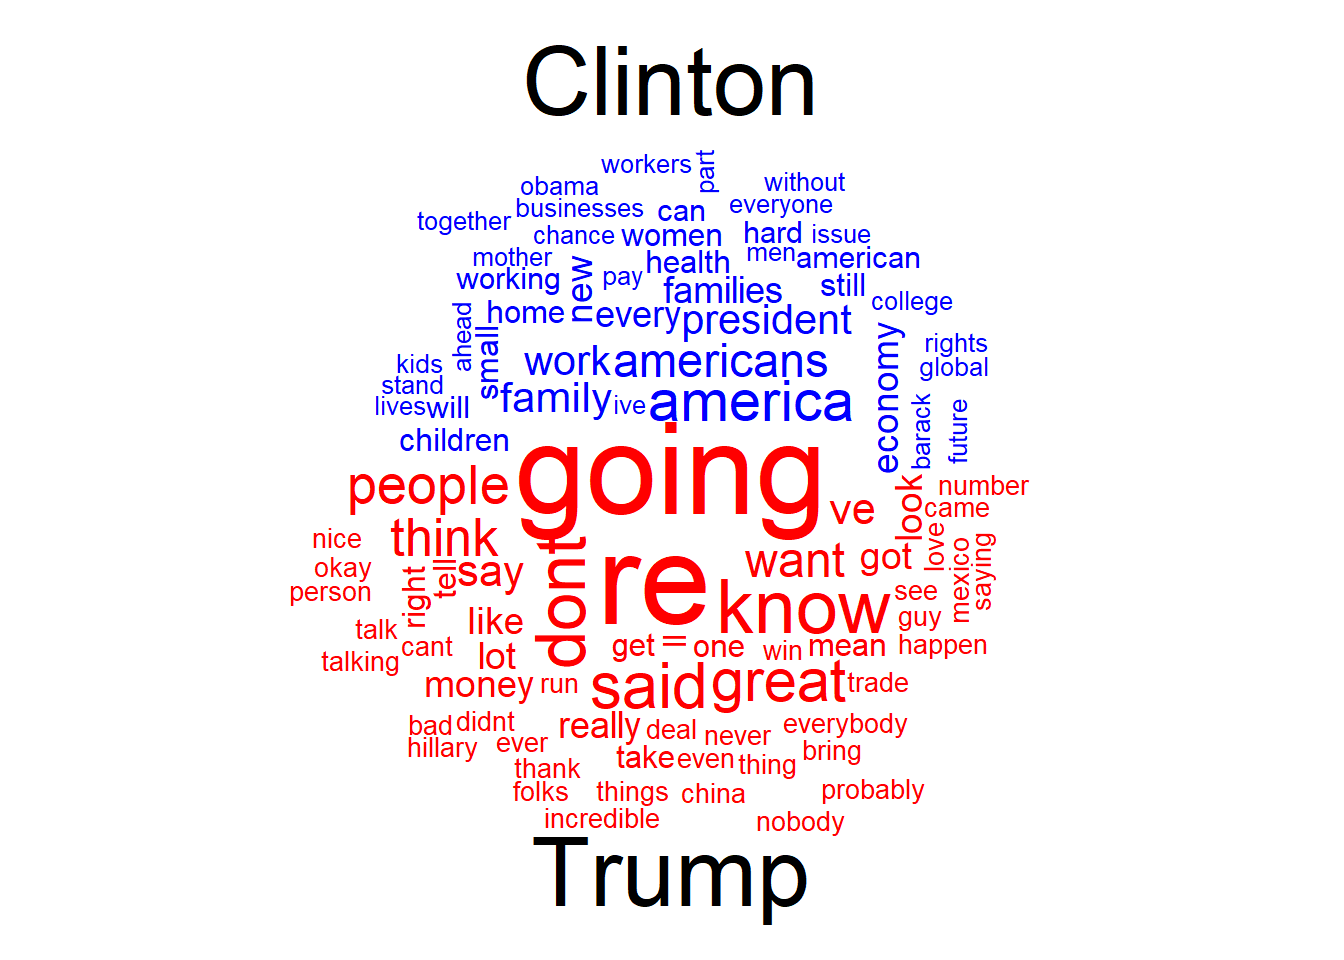 Clinton
workers
part
obama
without
businesses
can
everyone
together
chance
women
hard
issue
mother
health
men
american
working
new
pay
families
still
college
ahead
home
every
president
small
economy
rights
kids
work
americans
global
stand
family
ive
america
lives
will
barack
future
children
going
people
ve
look
number
came
nice
think
dont
re
want
got
love
mexico
saying
okay
right
tell
say
person
know
see
guy
talk
like
cant
get
=
one
win
mean
happen
talking
lot
money
run
said
great
trade
bad
didnt
really
deal
never
everybody
hillary
ever
take
even
thing
bring
thank
folks
things
china
probably
incredible
nobody
Trump